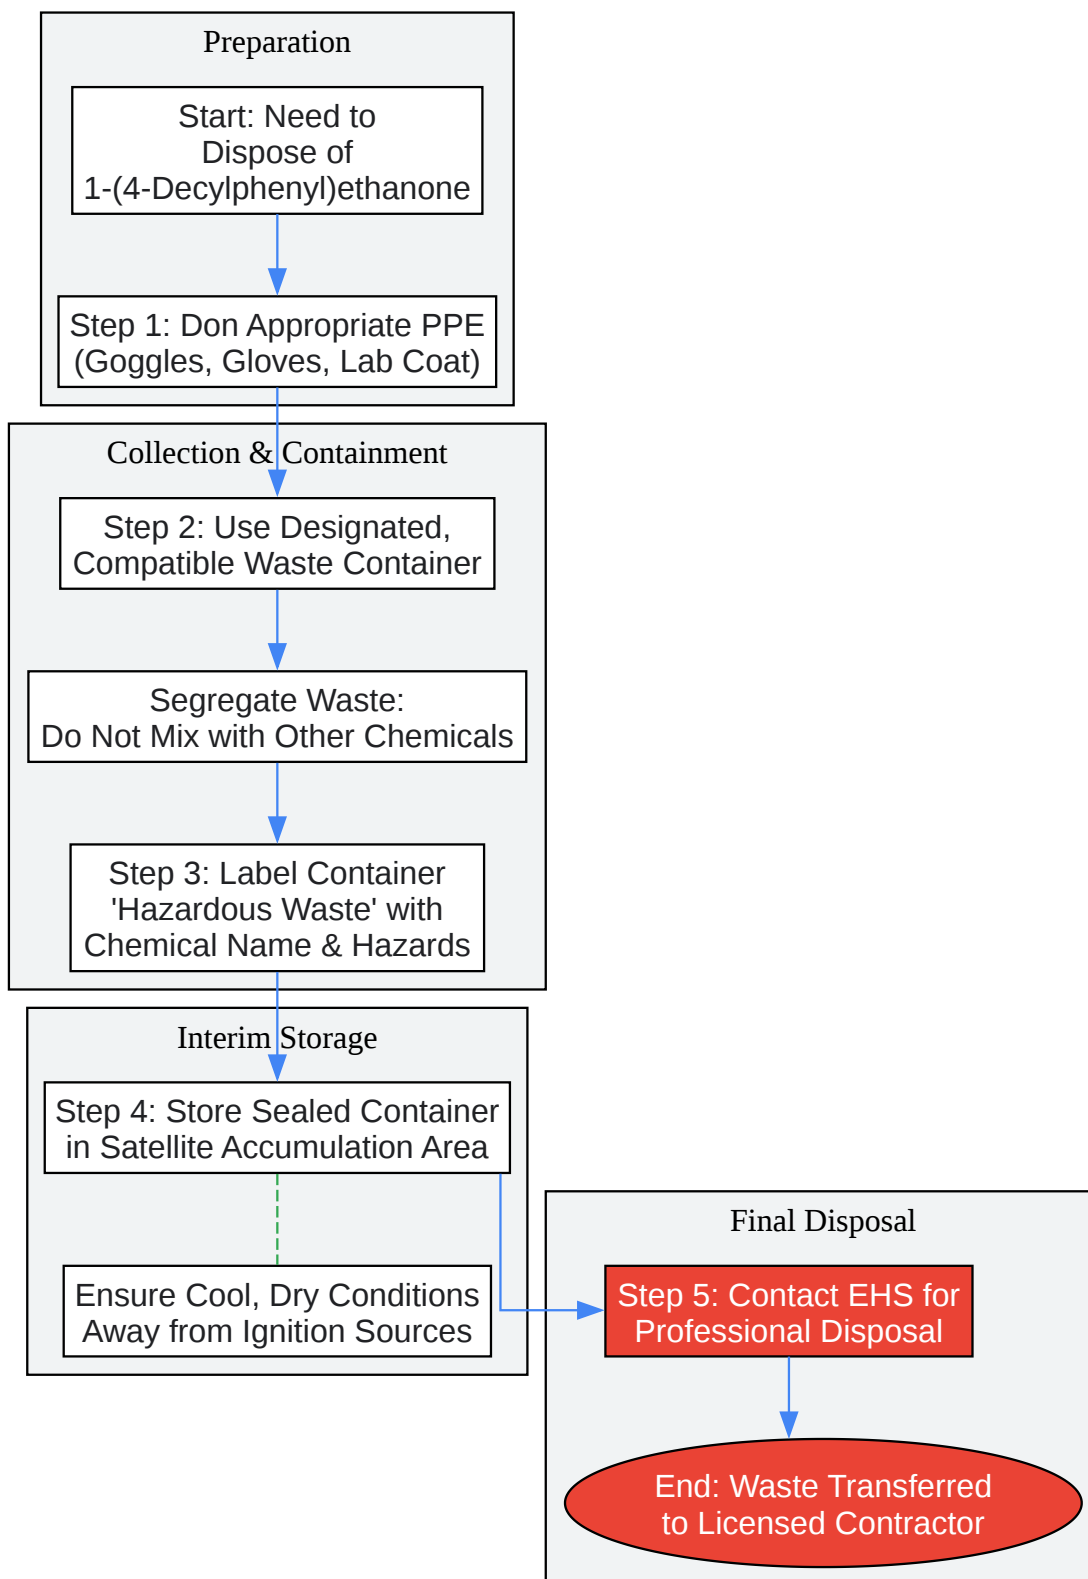 Preparation
Start: Need to
Dispose of
1-(4-Decylphenyl)ethanone
Step 1: Don Appropriate PPE
(Goggles, Gloves, Lab Coat)
Collection & Containment
Step 2: Use Designated,
Compatible Waste Container
Segregate Waste:
Do Not Mix with Other Chemicals
Step 3: Label Container
'Hazardous Waste' with
Chemical Name & Hazards
Interim Storage
Step 4: Store Sealed Container
in Satellite Accumulation Area
Ensure Cool, Dry Conditions
Away from Ignition Sources
Final Disposal
Step 5: Contact EHS for
Professional Disposal
End: Waste Transferred
to Licensed Contractor